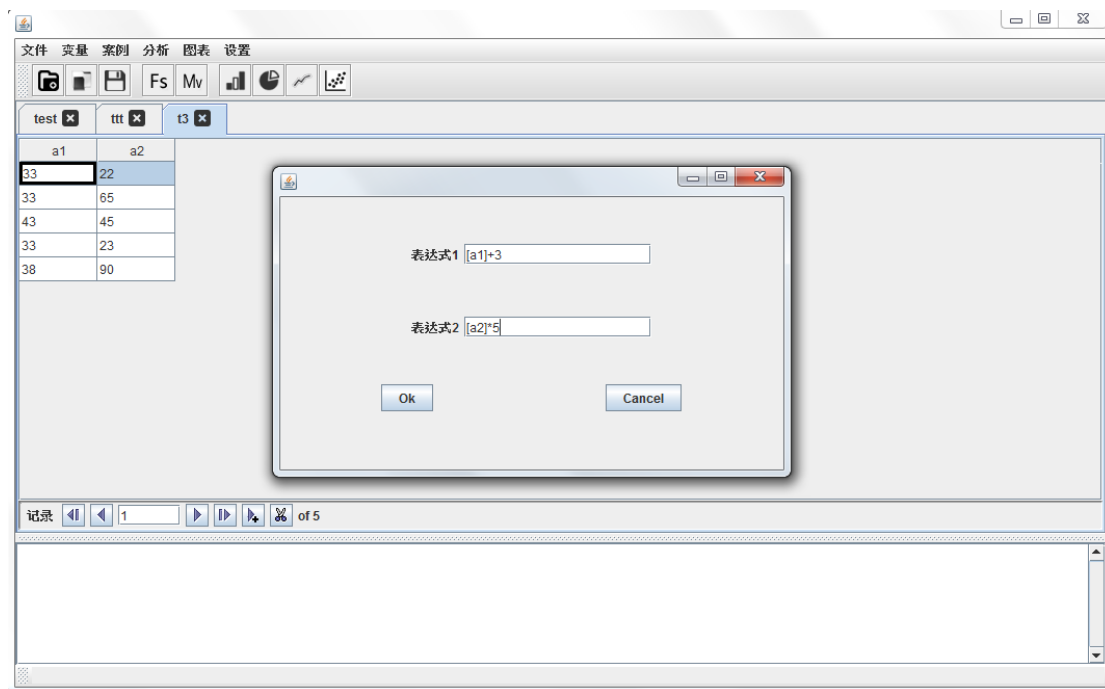 文件 变量 案例 分析 图表 设置
Fs Mv
test ttt t3
a1 a2
33 22
33 65
43 45
33 23
38 90
表达式1 [a1]+3
表达式2 [a2]*5
Ok Cancel
记录 1 of 5